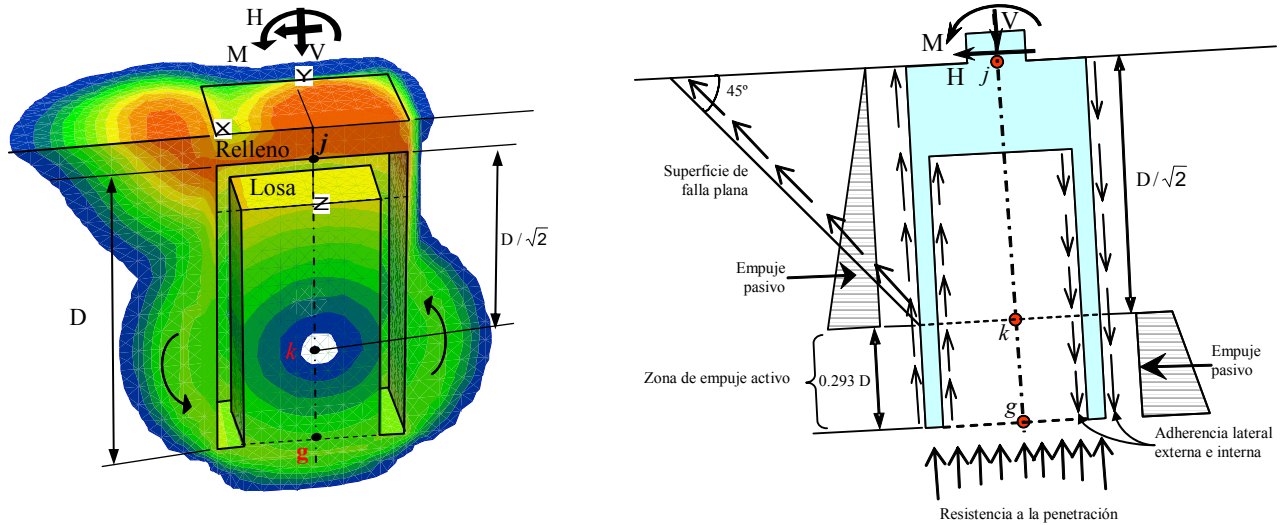 H
M
V
Y
X
j
Relleno
Losa
Z
D / √2
D
k
g
V
M
H
j
45º
Superficie de
falla plana
D / √2
Empuje
pasivo
k
Zona de empuje activo
0.293 D
Empuje
pasivo
g
Adherencia lateral
externa e interna
Resistencia a la penetración